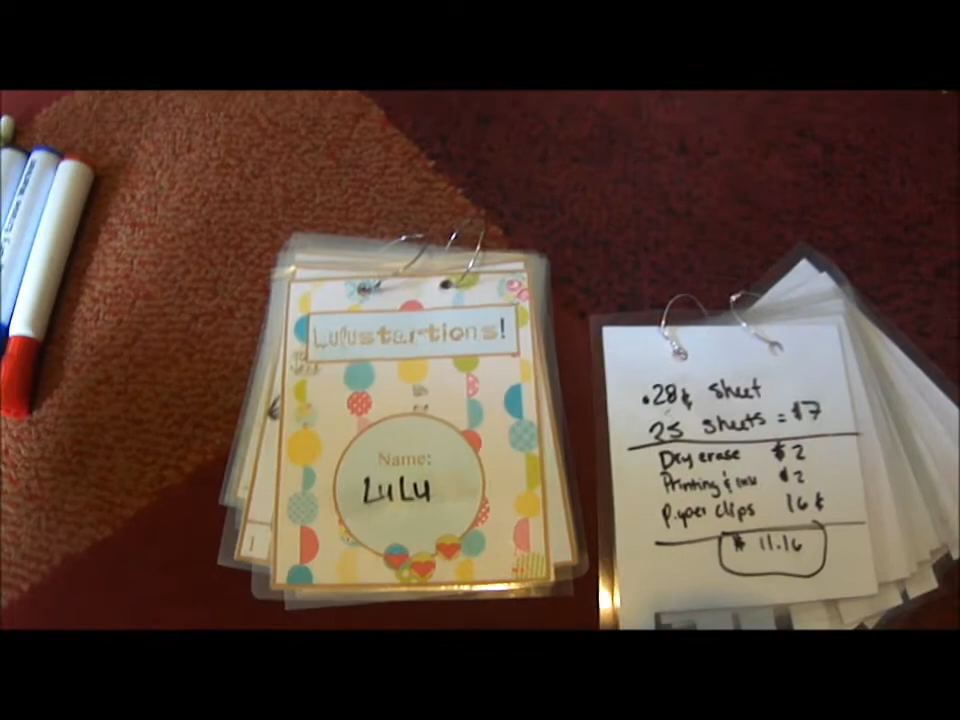 Lulustartions!
Name:
LuLu
.28¢ sheet
25 sheets = $7
Dry erase $2
Printing & ink $2
Paper clips 16¢
$ 11.16